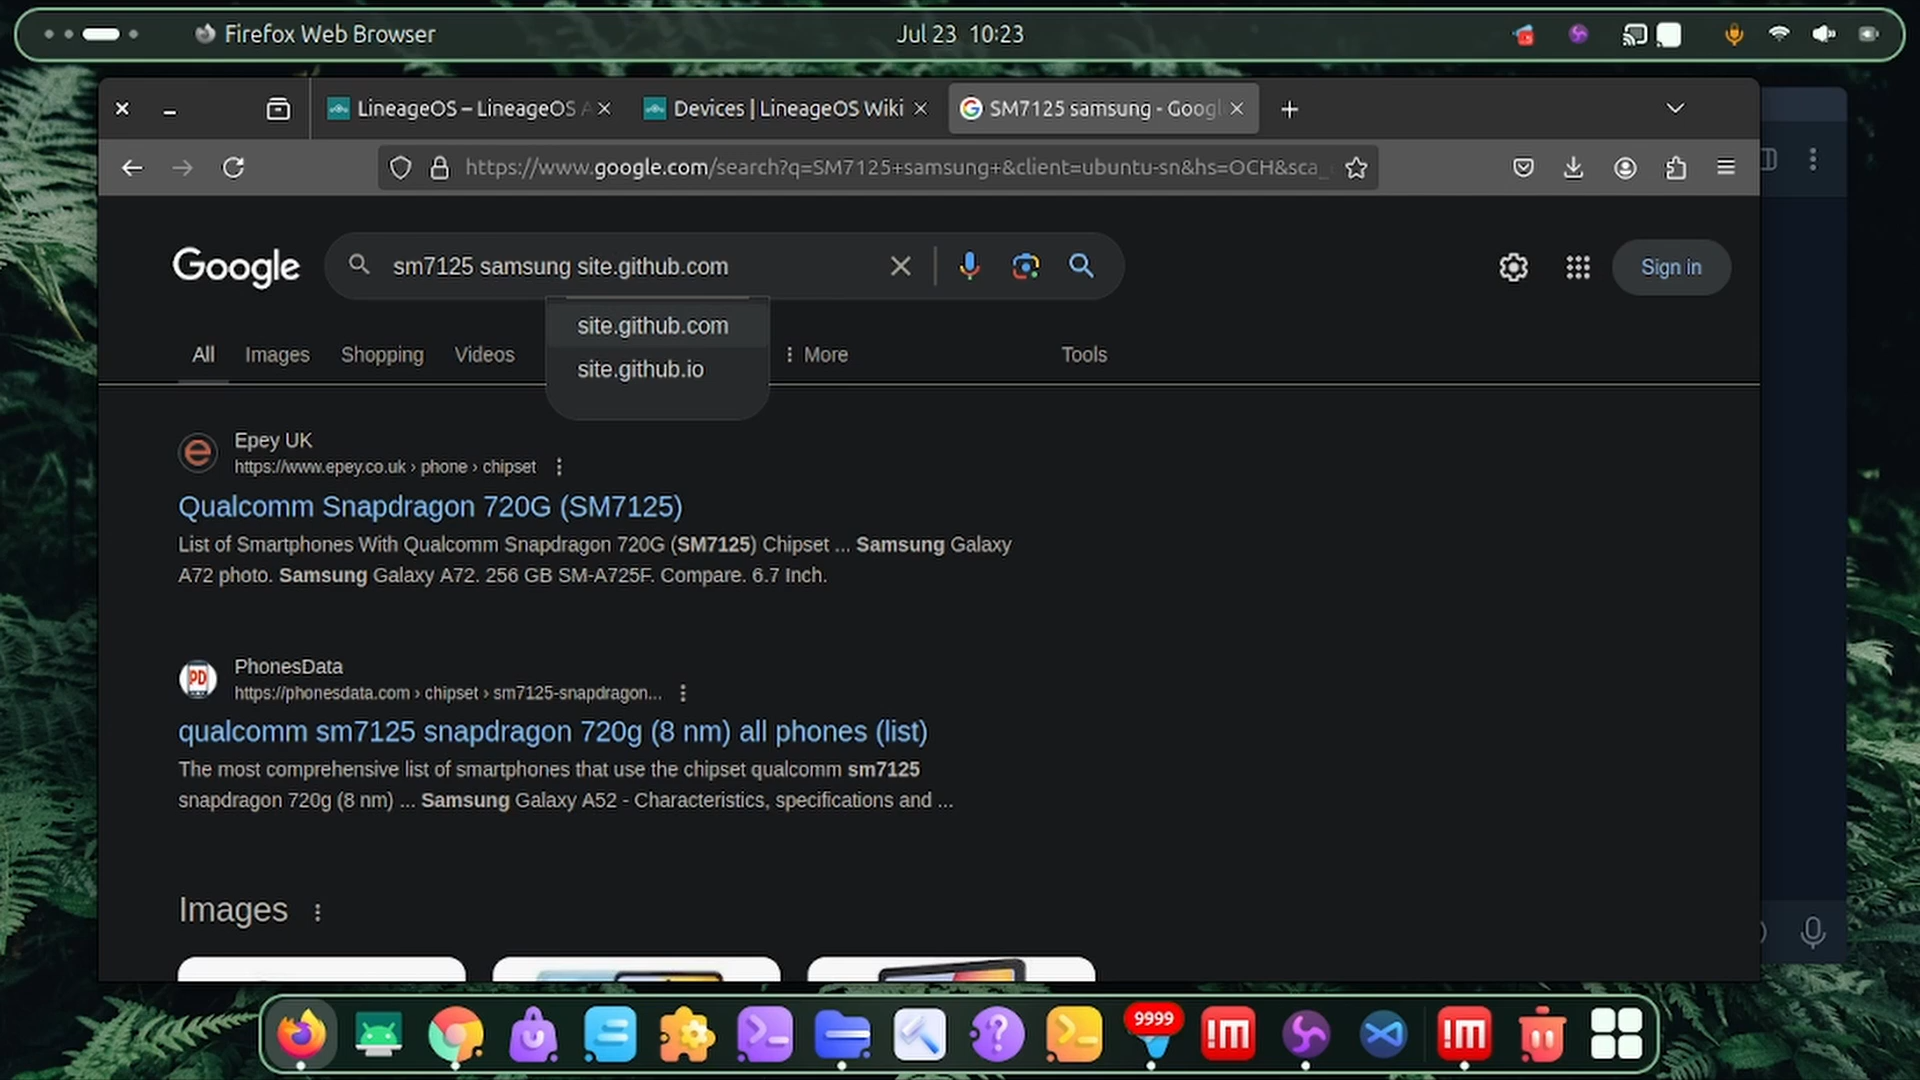 Firefox Web Browser
Jul 23 10:23
LineageOS – LineageOS A
Devices | LineageOS Wiki
SM7125 samsung - Googl
https://www.google.com/search?q=SM7125+samsung+&client=ubuntu-sn&hs=OCH&sca_
Google
sm7125 samsung site.github.com
Sign in
site.github.com
site.github.io
All
Images
Shopping
Videos
More
Tools
Epey UK
https://www.epey.co.uk › phone › chipset
Qualcomm Snapdragon 720G (SM7125)
List of Smartphones With Qualcomm Snapdragon 720G (SM7125) Chipset ... Samsung Galaxy
A72 photo. Samsung Galaxy A72. 256 GB SM-A725F. Compare. 6.7 Inch.
PD
PhonesData
https://phonesdata.com › chipset › sm7125-snapdragon...
qualcomm sm7125 snapdragon 720g (8 nm) all phones (list)
The most comprehensive list of smartphones that use the chipset qualcomm sm7125
snapdragon 720g (8 nm) ... Samsung Galaxy A52 - Characteristics, specifications and ...
Images
9999
!M
!M